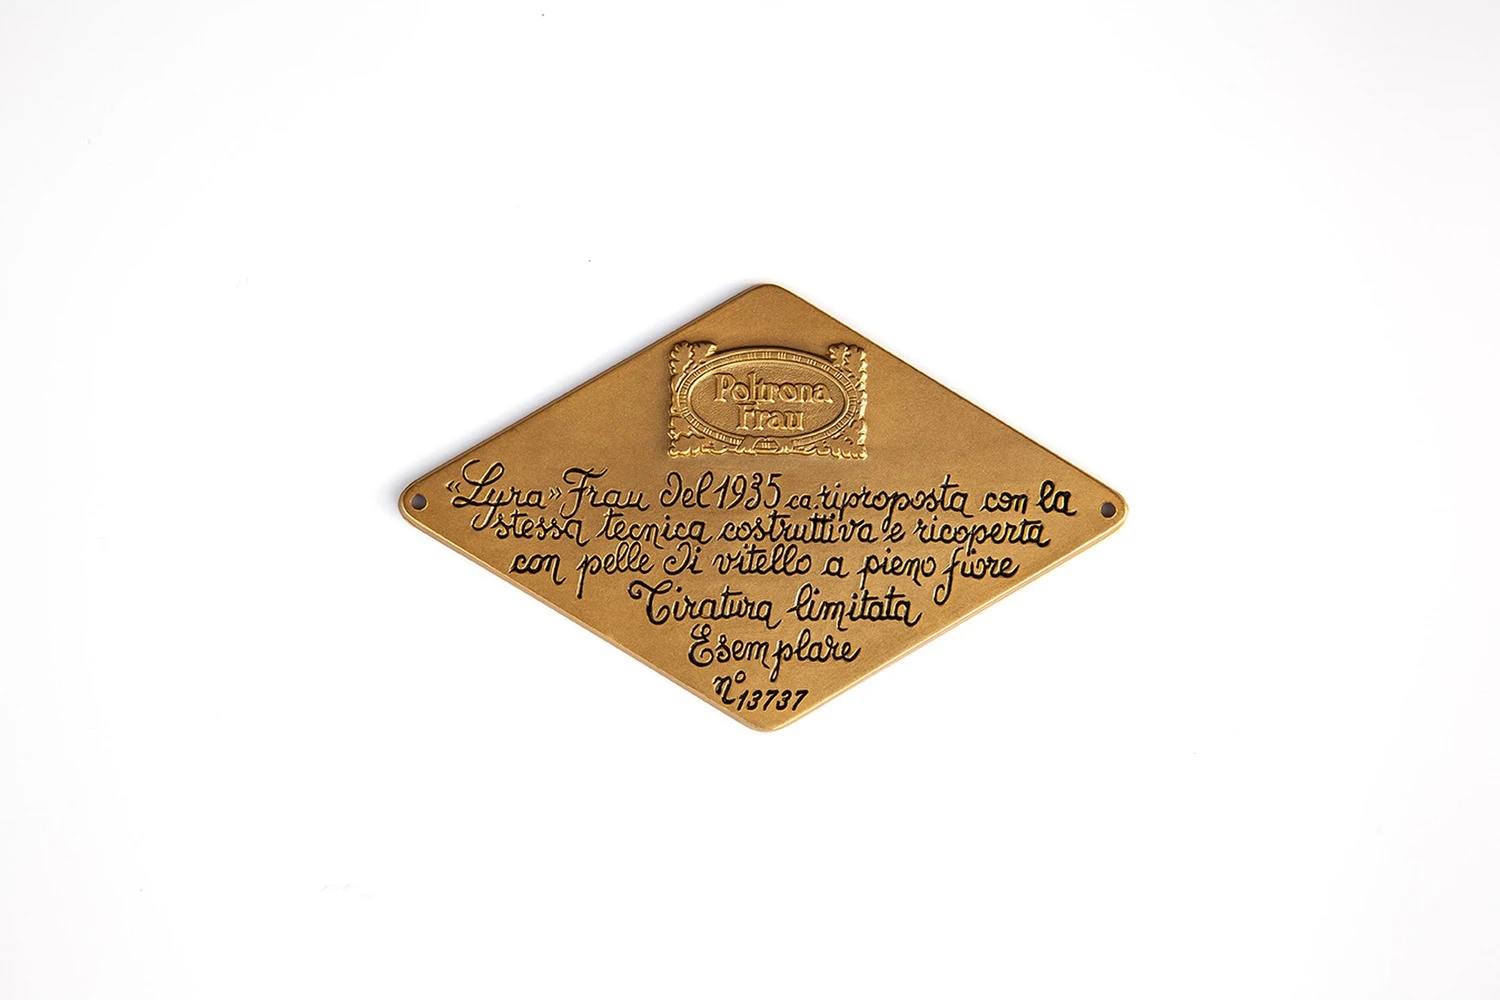 Poltrona
Frau
«Lyra» Frau del 1935 ca. riproposta con la
stessa tecnica costruttiva e ricoperta
con pelle di vitello a pieno fiore
Tiratura limitata
Esemplare
n° 13737